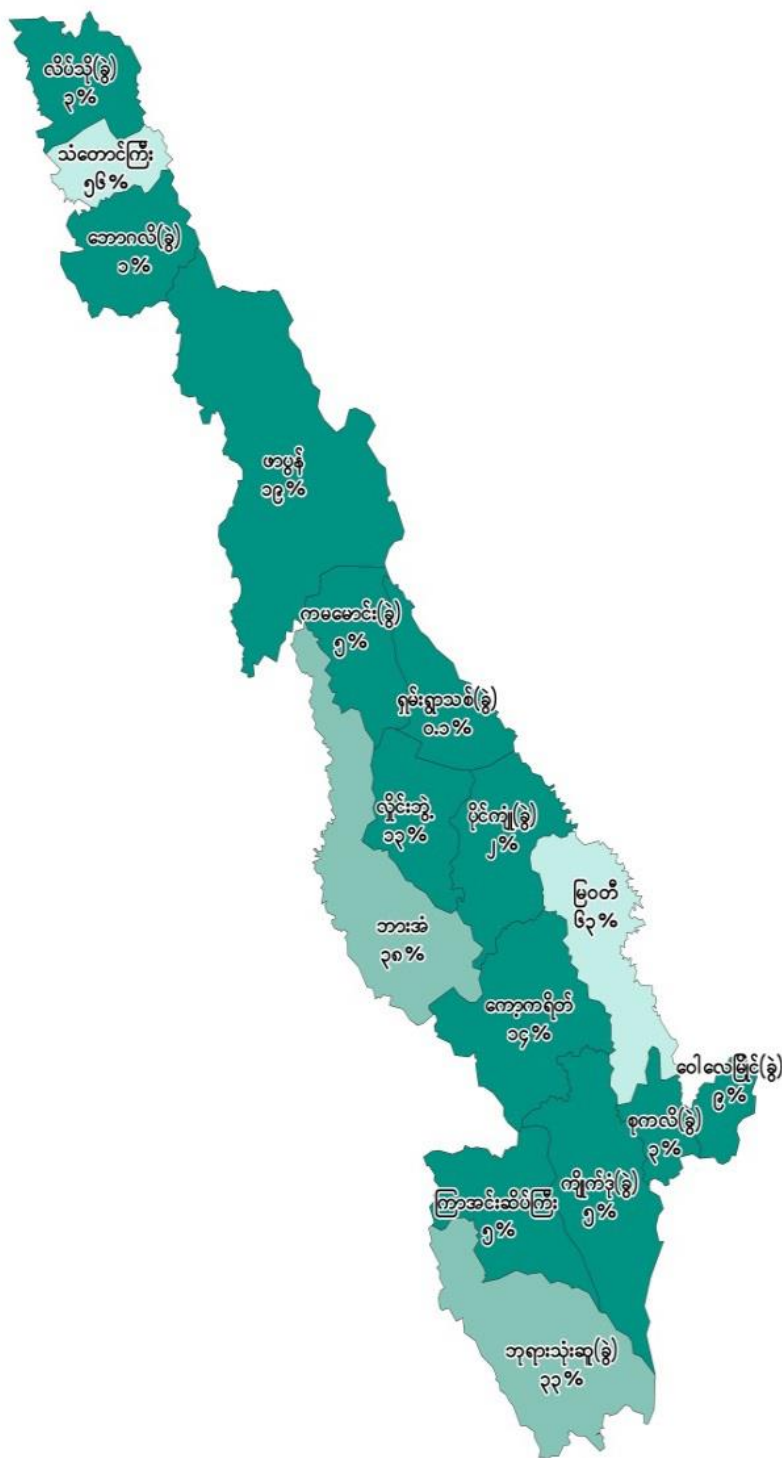 လိပ်သို(ခွဲ)
၃%
သံတောင်ကြီး
၅၆%
ဘောဂလိ(ခွဲ)
၁%
ဖာပွန်
၁၉%
ကမမောင်း(ခွဲ)
၅%
ရှမ်းရွာသစ်(ခွဲ)
၀.၁%
လှိုင်းဘွဲ့
၁၃%
ပိုင်ကျုံ(ခွဲ)
၂%
မြဝတီ
၆၃%
ဘားအံ
၃၈%
ကော့ကရိတ်
၁၄%
ဝေါလေမြိုင်(ခွဲ)
၉%
စုကလိ(ခွဲ)
၃%
ကျိုက်ဒုံ(ခွဲ)
၅%
ကြာအင်းဆိပ်ကြီး
၅%
ဘုရားသုံးဆူ(ခွဲ)
၃၃%